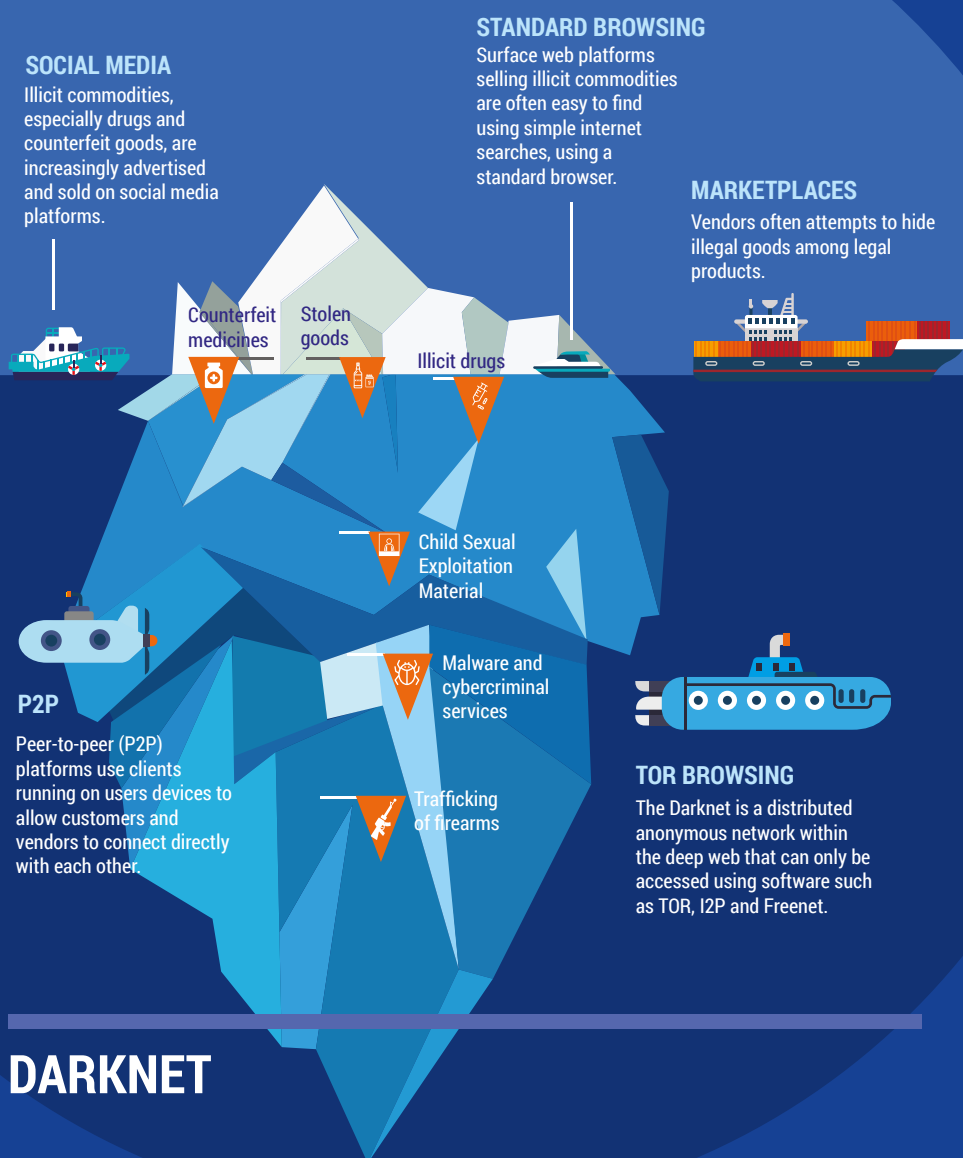 STANDARD BROWSING
Surface web platforms
selling illicit commodities
are often easy to find
using simple internet
searches, using a
standard browser.
SOCIAL MEDIA
Illicit commodities,
especially drugs and
counterfeit goods, are
increasingly advertised
and sold on social media
platforms.
MARKETPLACES
Vendors often attempts to hide
illegal goods among legal
products.
Counterfeit
medicines
Stolen
goods
Illicit drugs
Child Sexual
Exploitation
Material
Malware and
cybercriminal
services
Trafficking
of firearms
P2P
Peer-to-peer (P2P)
platforms use clients
running on users devices to
allow customers and
vendors to connect directly
with each other.
TOR BROWSING
The Darknet is a distributed
anonymous network within
the deep web that can only be
accessed using software such
as TOR, I2P and Freenet.
DARKNET